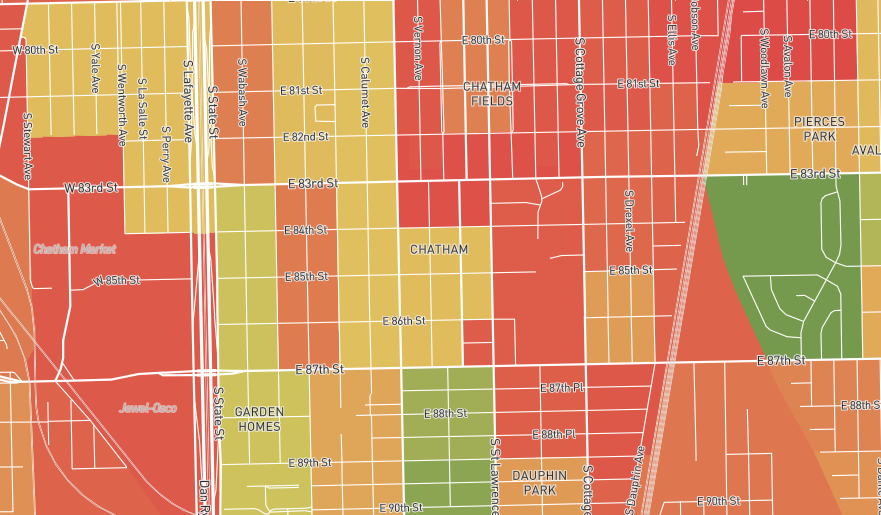 W 80th St
S Yale Ave
S Wentworth Ave
S La Salle St
S Perry Ave
S Lafayette Ave
S State St
S Wabash Ave
S Calumet Ave
S Vernon Ave
E 80th St
S Cottage Grove Ave
S Ellis Ave
obson Ave
S Woodlawn Ave
S Avalon Ave
E 80th St
E 81st St
CHATHAM
FIELDS
E 81st St
S Stewart Ave
E 82nd St
PIERCES
PARK
AVAL
W 83rd St
E 83rd St
E 83rd St
S Drexel Ave
E 84th St
Chatham Market
CHATHAM
W 85th St
E 85th St
E 85th St
E 86th St
E 87th St
E 87th St
E 87th Pl
Jewel-Osco
S State St
GARDEN
HOMES
E 88th St
E 88th S
E 88th Pl
E 89th St
S St Lawrence
DAUPHIN
PARK
S Cottage
S Dauphin Ave
Dan Ry
E 90th St
E 90th St